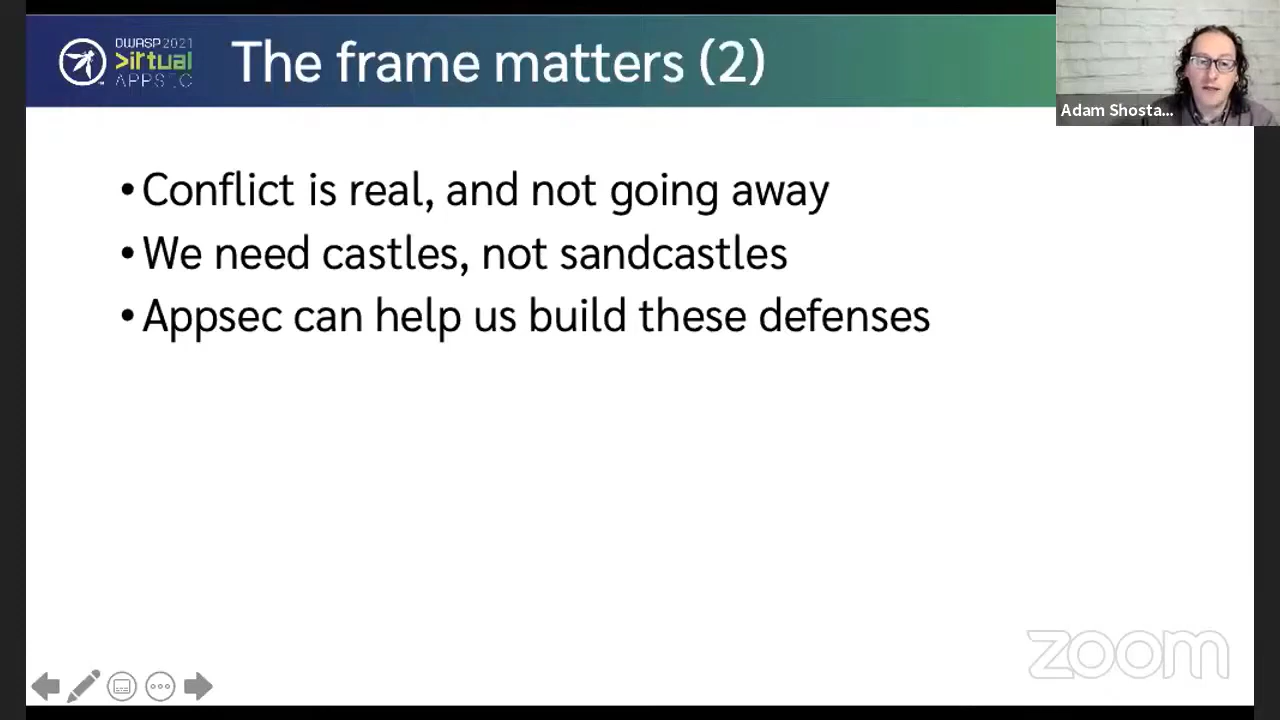 OWASP 2021
>irtual
APPSEC
The frame matters (2)
Adam Shosta...
• Conflict is real, and not going away
• We need castles, not sandcastles
• Appsec can help us build these defenses
zoom